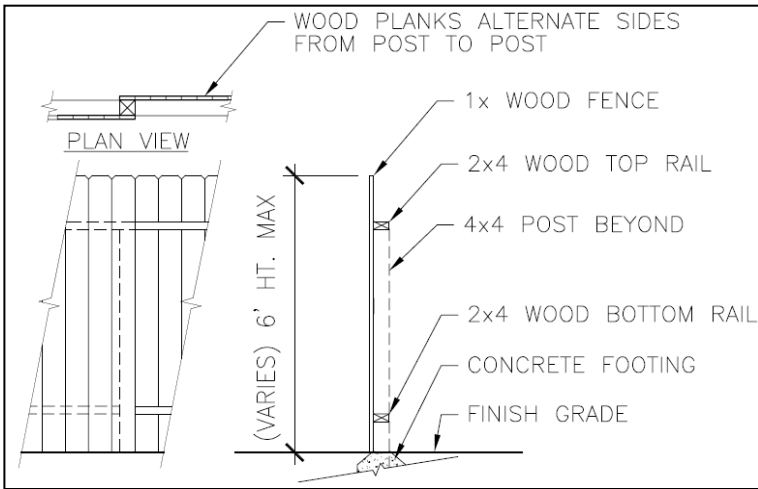 WOOD PLANKS ALTERNATE SIDES
FROM POST TO POST
PLAN VIEW
1x WOOD FENCE
2x4 WOOD TOP RAIL
4x4 POST BEYOND
(VARIES) 6' HT. MAX
2x4 WOOD BOTTOM RAIL
CONCRETE FOOTING
FINISH GRADE